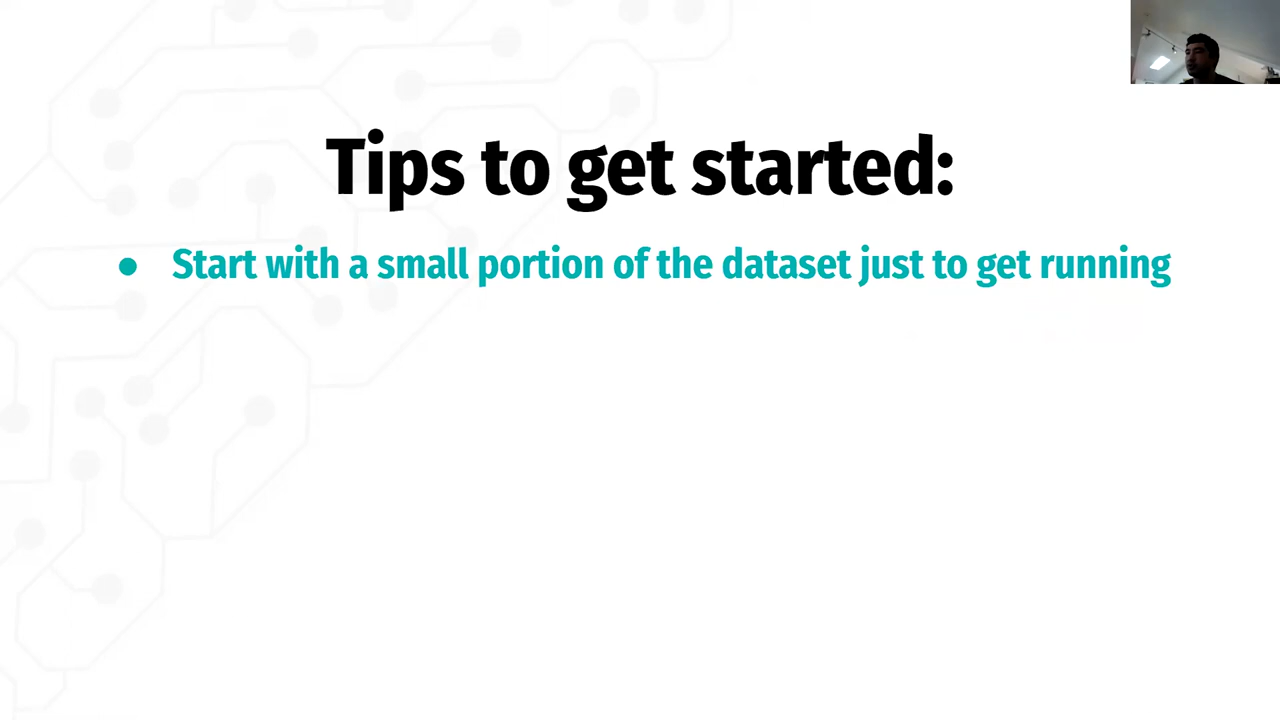 Tips to get started:
● Start with a small portion of the dataset just to get running